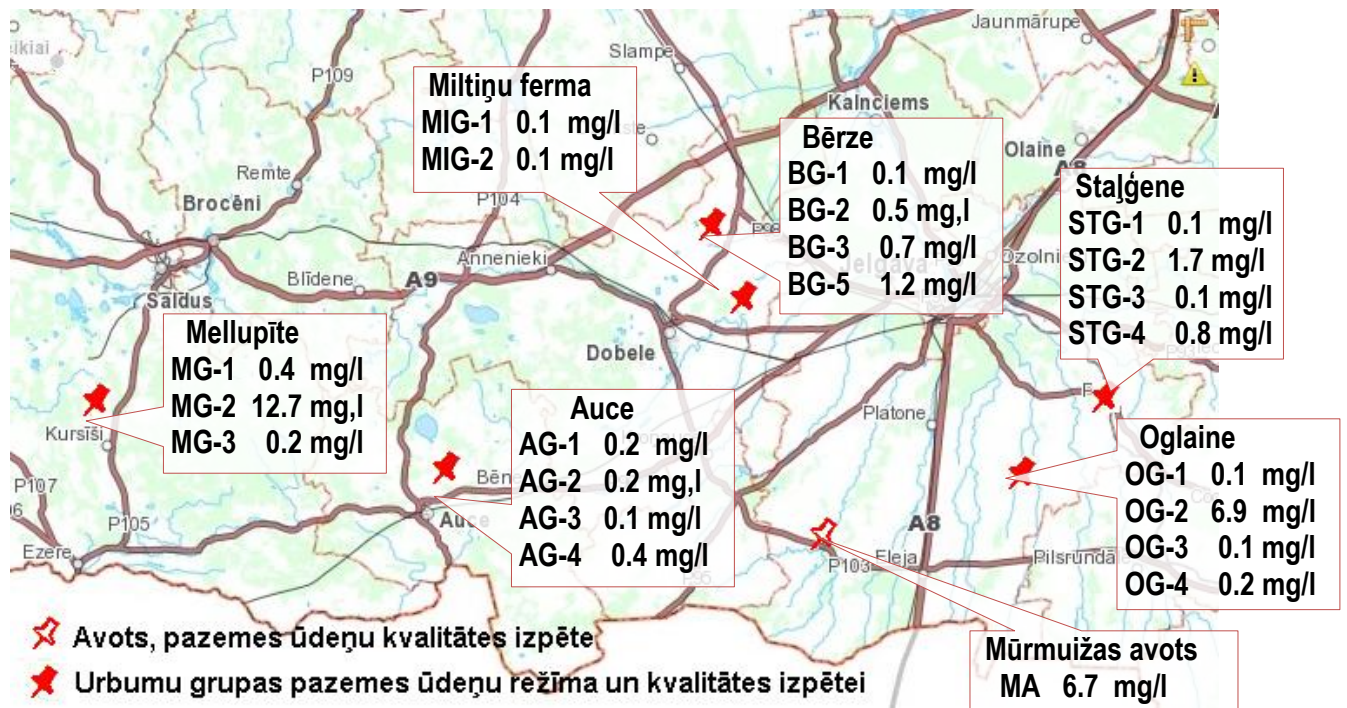 Jaunmārupe
eikiai
Slampe
P109
Miltiņu ferma
MIG-1 0.1 mg/l
MIG-2 0.1 mg/l
Kalnciems
Bērze
BG-1 0.1 mg/l
BG-2 0.5 mg,l
BG-3 0.7 mg/l
BG-5 1.2 mg/l
Olaine
A8
Staļģene
STG-1 0.1 mg/l
STG-2 1.7 mg/l
STG-3 0.1 mg/l
STG-4 0.8 mg/l
Remte
Brocēni
P104
P99
Annenieki
Jelgava
Ozolni
Blīdene
A9
Saldus
Mellupīte
MG-1 0.4 mg/l
MG-2 12.7 mg,l
MG-3 0.2 mg/l
Dobele
Auce
AG-1 0.2 mg/l
AG-2 0.2 mg,l
AG-3 0.1 mg/l
AG-4 0.4 mg/l
Platone
Kursīši
Bēn
Oglaine
OG-1 0.1 mg/l
OG-2 6.9 mg/l
OG-3 0.1 mg/l
OG-4 0.2 mg/l
P107
P105
Auce
A8
Ezere
P103
Eleja
Pilsrundāle
P96
Avots, pazemes ūdeņu kvalitātes izpēte
Urbumu grupas pazemes ūdeņu režīma un kvalitātes izpētei
Mūrmuižas avots
MA 6.7 mg/l